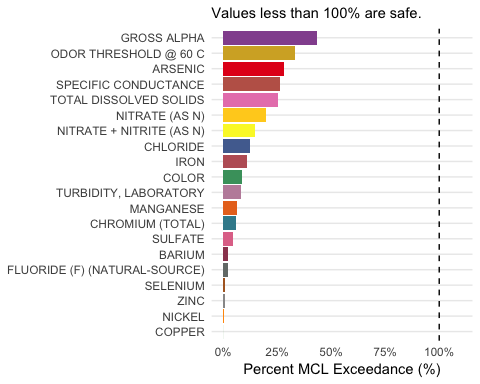 Values less than 100% are safe.
GROSS ALPHA
ODOR THRESHOLD @ 60 C
ARSENIC
SPECIFIC CONDUCTANCE
TOTAL DISSOLVED SOLIDS
NITRATE (AS N)
NITRATE + NITRITE (AS N)
CHLORIDE
IRON
COLOR
TURBIDITY, LABORATORY
MANGANESE
CHROMIUM (TOTAL)
SULFATE
BARIUM
FLUORIDE (F) (NATURAL-SOURCE)
SELENIUM
ZINC
NICKEL
COPPER
0% 25% 50% 75% 100%
Percent MCL Exceedance (%)